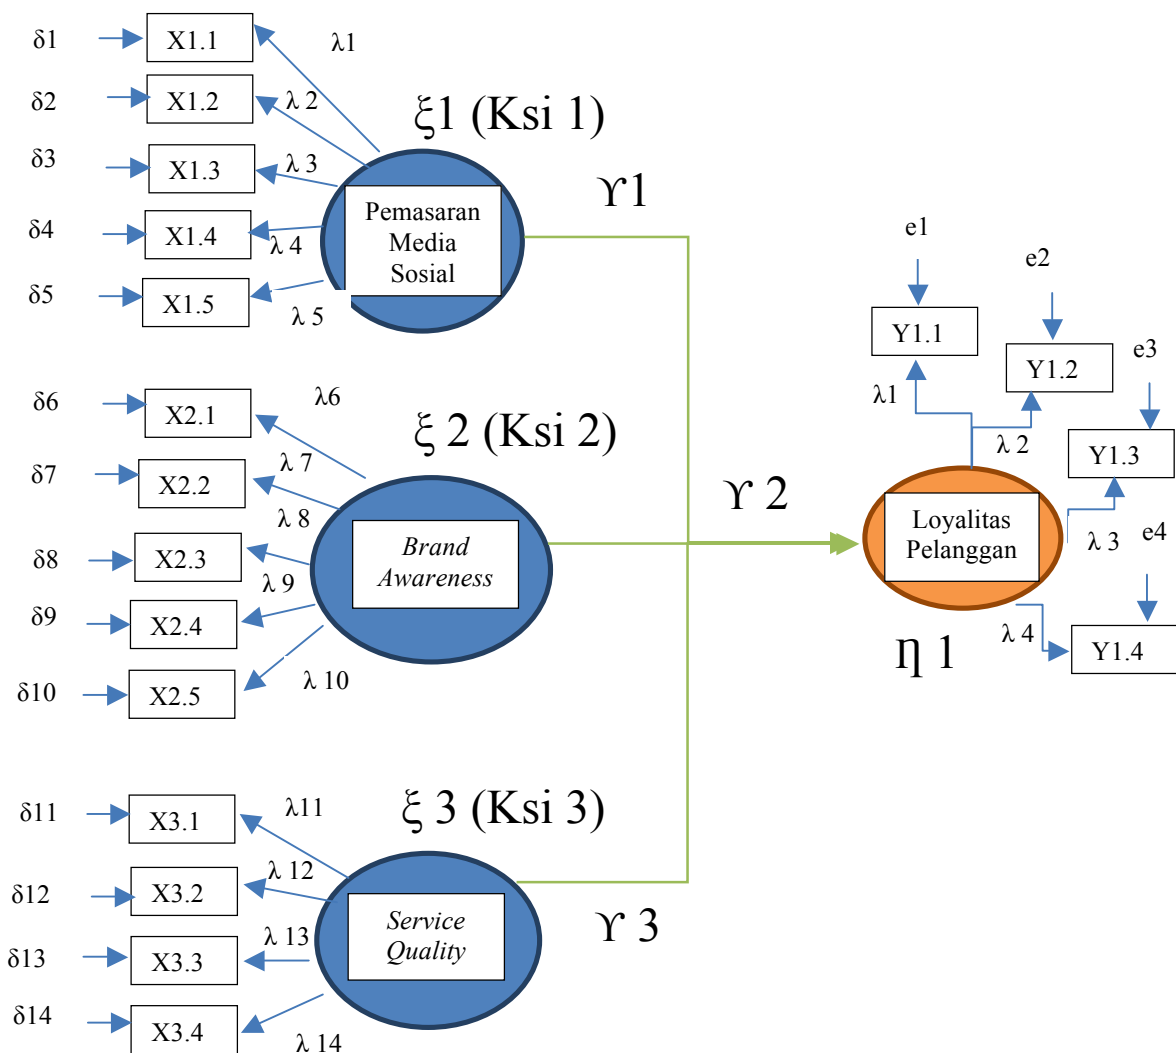 δ1
X1.1
λ1
δ2
X1.2
λ 2
ξ1 (Ksi 1)
δ3
X1.3
λ 3
δ4
X1.4
λ 4
δ5
X1.5
λ 5
Pemasaran
Media
Sosial
ϒ1
δ6
X2.1
λ6
ξ 2 (Ksi 2)
δ7
X2.2
λ 7
δ8
X2.3
λ 8
δ9
X2.4
λ 9
δ10
X2.5
λ 10
Brand
Awareness
ϒ 2
δ11
X3.1
λ11
ξ 3 (Ksi 3)
δ12
X3.2
λ 12
δ13
X3.3
λ 13
δ14
X3.4
λ 14
Service
Quality
ϒ 3
e1
Y1.1
λ1
e2
Y1.2
λ 2
e3
Y1.3
λ 3
e4
Y1.4
λ 4
Loyalitas
Pelanggan
η 1